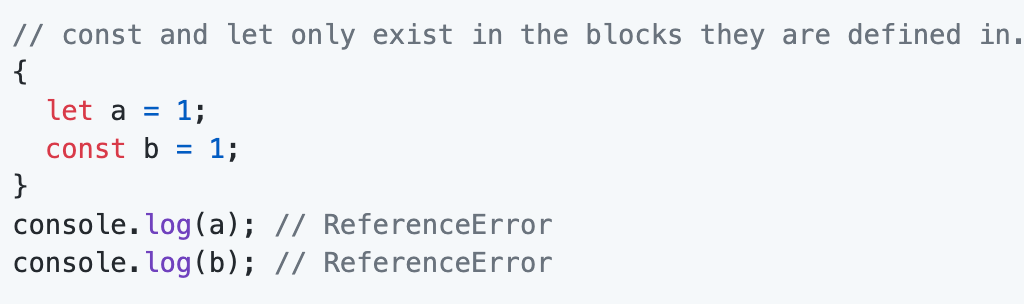 // const and let only exist in the blocks they are defined in.
{
  let a = 1;
  const b = 1;
}
console.log(a); // ReferenceError
console.log(b); // ReferenceError